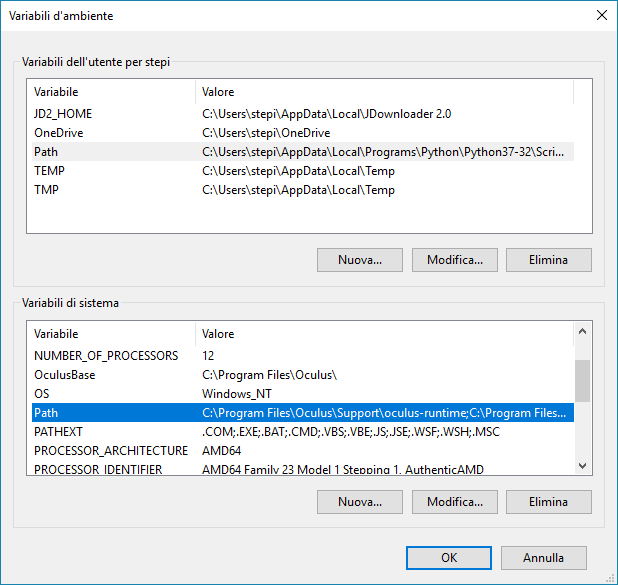 Variabili d'ambiente
Variabili dell'utente per stepi
Variabile Valore
JD2_HOME C:\Users\stepi\AppData\Local\JDownloader 2.0
OneDrive C:\Users\stepi\OneDrive
Path C:\Users\stepi\AppData\Local\Programs\Python\Python37-32\Scri...
TEMP C:\Users\stepi\AppData\Local\Temp
TMP C:\Users\stepi\AppData\Local\Temp
Nuova... Modifica... Elimina
Variabili di sistema
Variabile Valore
NUMBER_OF_PROCESSORS 12
OculusBase C:\Program Files\Oculus\
OS Windows_NT
Path C:\Program Files\Oculus\Support\oculus-runtime;C:\Program Files...
PATHEXT .COM;.EXE;.BAT;.CMD;.VBS;.VBE;.JS;.JSE;.WSF;.WSH;.MSC
PROCESSOR_ARCHITECTURE AMD64
PROCESSOR_IDENTIFIER AMD64 Family 23 Model 1 Stepping 1, AuthenticAMD
Nuova... Modifica... Elimina
OK Annulla